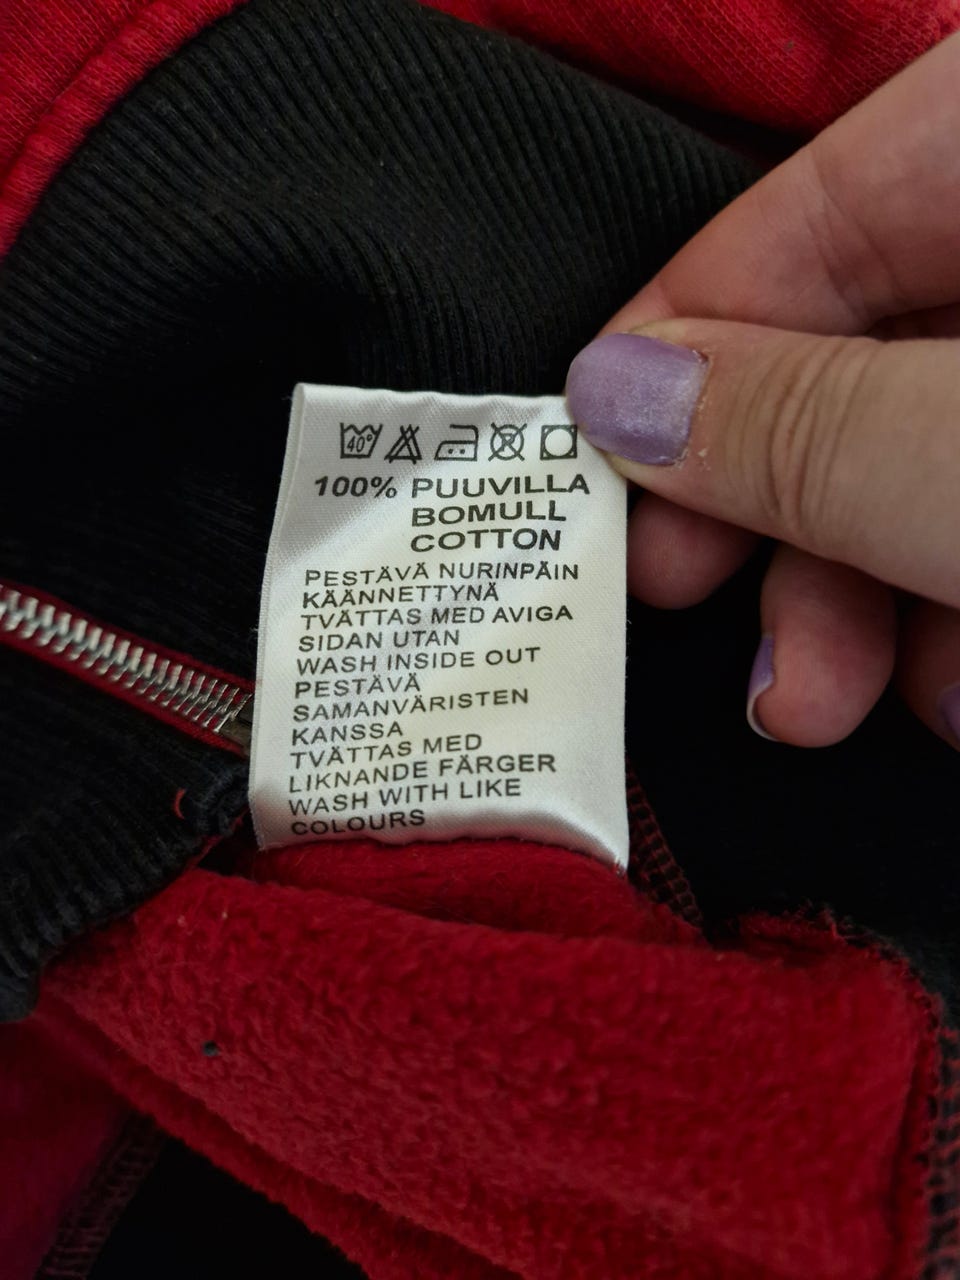 40°
100% PUUVILLA
BOMULL
COTTON
PESTÄVÄ NURINPÄIN
KÄÄNNETTYNÄ
TVÄTTAS MED AVIGA
SIDAN UTAN
WASH INSIDE OUT
PESTÄVÄ
SAMANVÄRISTEN
KANSSA
TVÄTTAS MED
LIKNANDE FÄRGER
WASH WITH LIKE
COLOURS